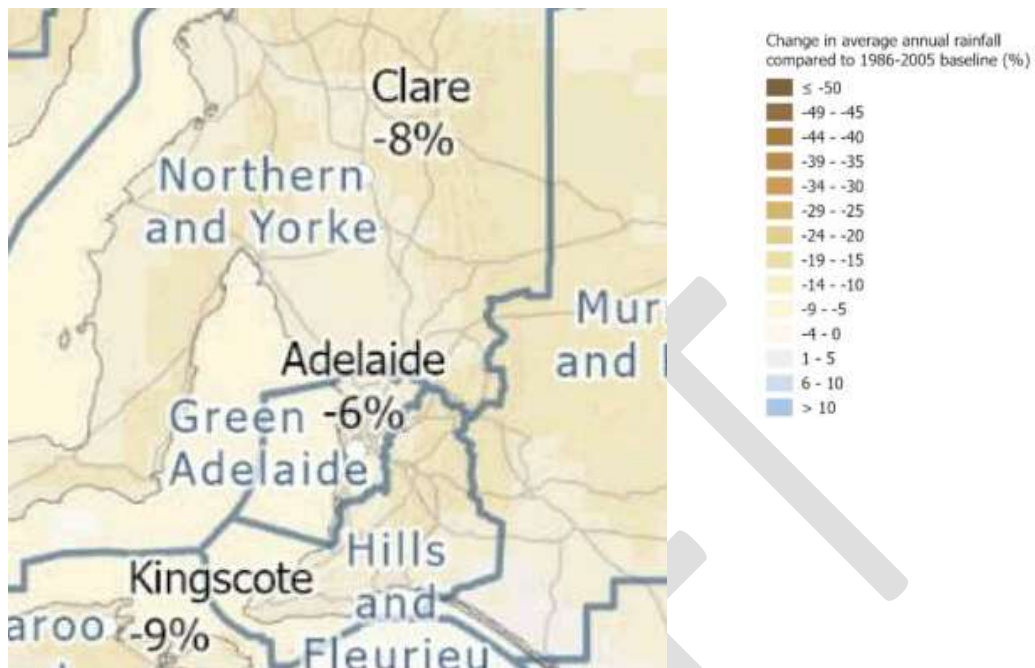 Clare
-8%
Northern
and Yorke
Adelaide
-6%
Green
Adelaide
Hills
and
Fleurieu
Kingscote
-9%
aroo
Murr
and
Change in average annual rainfall
compared to 1986-2005 baseline (%)
≤ -50
-49 - -45
-44 - -40
-39 - -35
-34 - -30
-29 - -25
-24 - -20
-19 - -15
-14 - -10
-9 - -5
-4 - 0
1 - 5
6 - 10
> 10